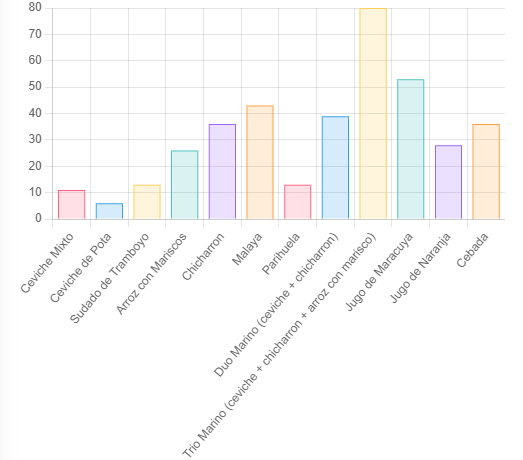 80
70
60
50
40
30
20
10
0
Ceviche Mixto
Ceviche de Pota
Sudado de Tramboyo
Arroz con Mariscos
Chicharron
Malaya
Parihuela
Duo Marino (ceviche + chicharron)
Trio Marino (ceviche + chicharron + arroz con marisco)
Jugo de Maracuya
Jugo de Naranja
Cebada